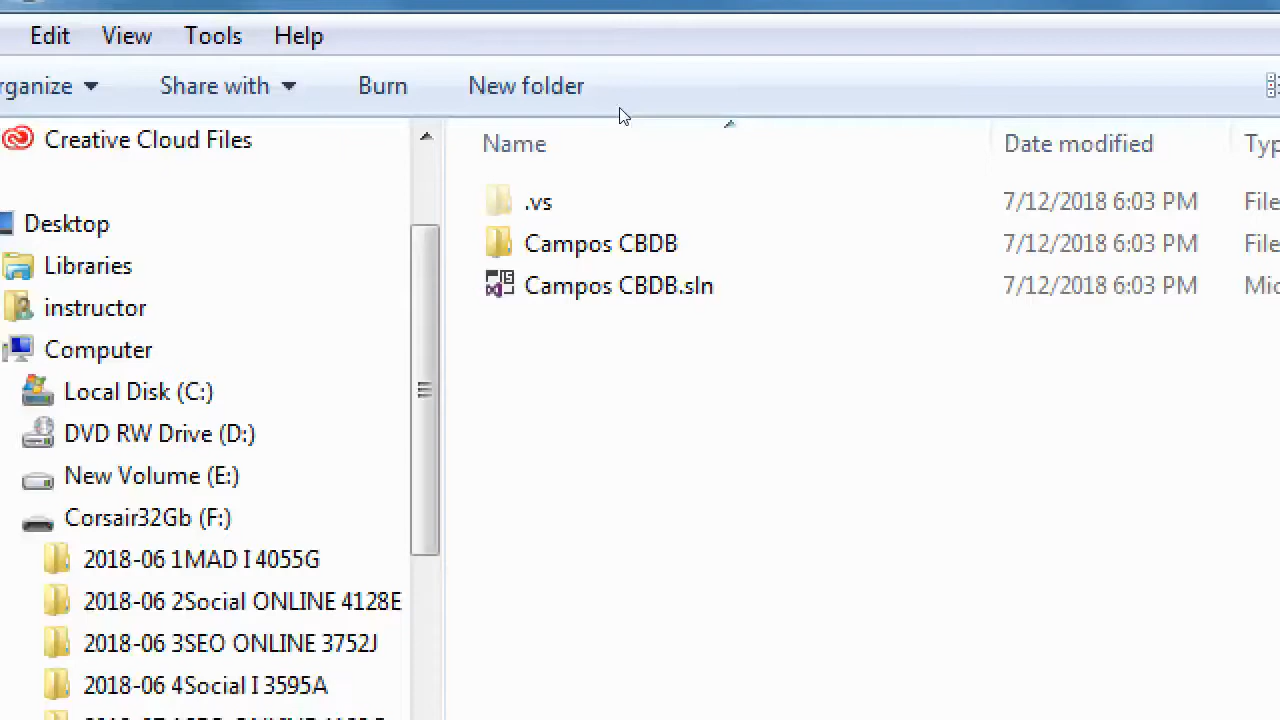 Edit View Tools Help
rganize Share with Burn New folder
Creative Cloud Files
Desktop
Libraries
instructor
Computer
Local Disk (C:)
DVD RW Drive (D:)
New Volume (E:)
Corsair32Gb (F:)
2018-06 1MAD I 4055G
2018-06 2Social ONLINE 4128E
2018-06 3SEO ONLINE 3752J
2018-06 4Social I 3595A
Name Date modified Typ
.vs 7/12/2018 6:03 PM File
Campos CBDB 7/12/2018 6:03 PM File
Campos CBDB.sln 7/12/2018 6:03 PM Mic